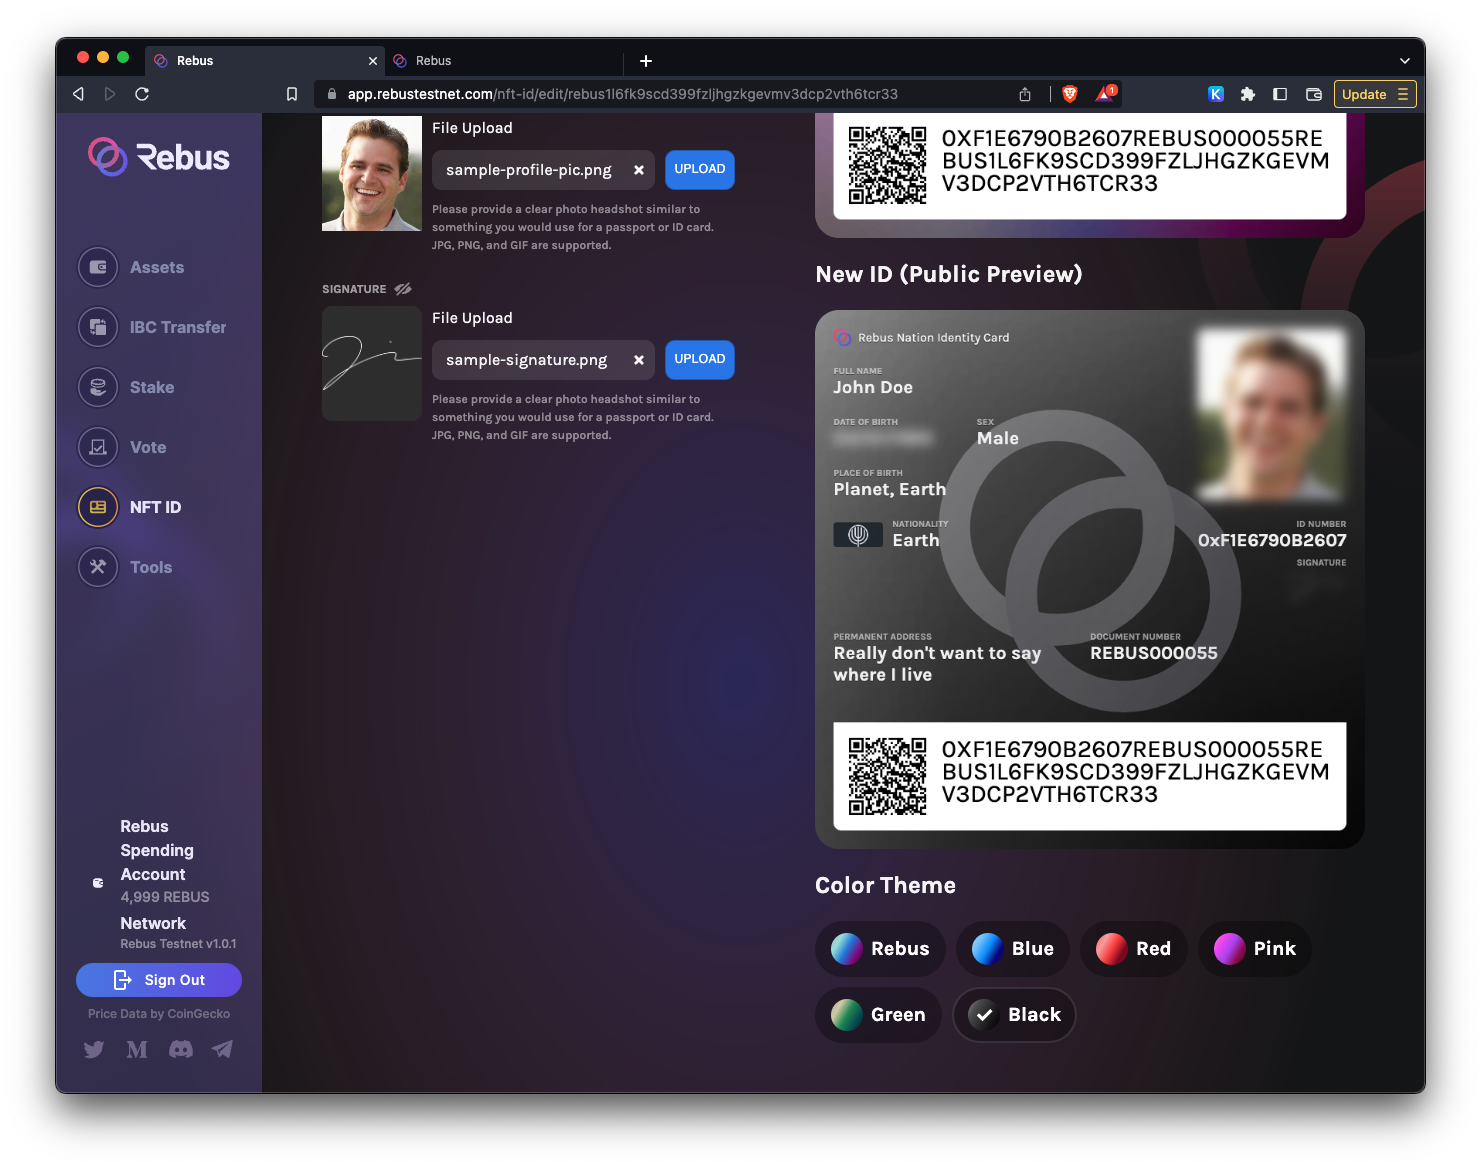 Rebus
Rebus
app.rebustestnet.com/nft-id/edit/rebus1l6fk9scd399fzljhgzkgevmv3dcp2vth6tcr33
1
K
Update
Rebus
Assets
IBC Transfer
Stake
Vote
NFT ID
Tools
Rebus
Spending
Account
4,999 REBUS
Network
Rebus Testnet v1.0.1
Sign Out
Price Data by CoinGecko
File Upload
sample-profile-pic.png
UPLOAD
Please provide a clear photo headshot similar to
something you would use for a passport or ID card.
JPG, PNG, and GIF are supported.
SIGNATURE
File Upload
sample-signature.png
UPLOAD
Please provide a clear photo headshot similar to
something you would use for a passport or ID card.
JPG, PNG, and GIF are supported.
0XF1E6790B2607REBUS000055RE
BUS1L6FK9SCD399FZLJHGZKGEVM
V3DCP2VTH6TCR33
New ID (Public Preview)
Rebus Nation Identity Card
FULL NAME
John Doe
DATE OF BIRTH
SEX
Male
PLACE OF BIRTH
Planet, Earth
NATIONALITY
Earth
ID NUMBER
0xF1E6790B2607
SIGNATURE
PERMANENT ADDRESS
Really don't want to say
where I live
DOCUMENT NUMBER
REBUS000055
0XF1E6790B2607REBUS000055RE
BUS1L6FK9SCD399FZLJHGZKGEVM
V3DCP2VTH6TCR33
Color Theme
Rebus
Blue
Red
Pink
Green
Black